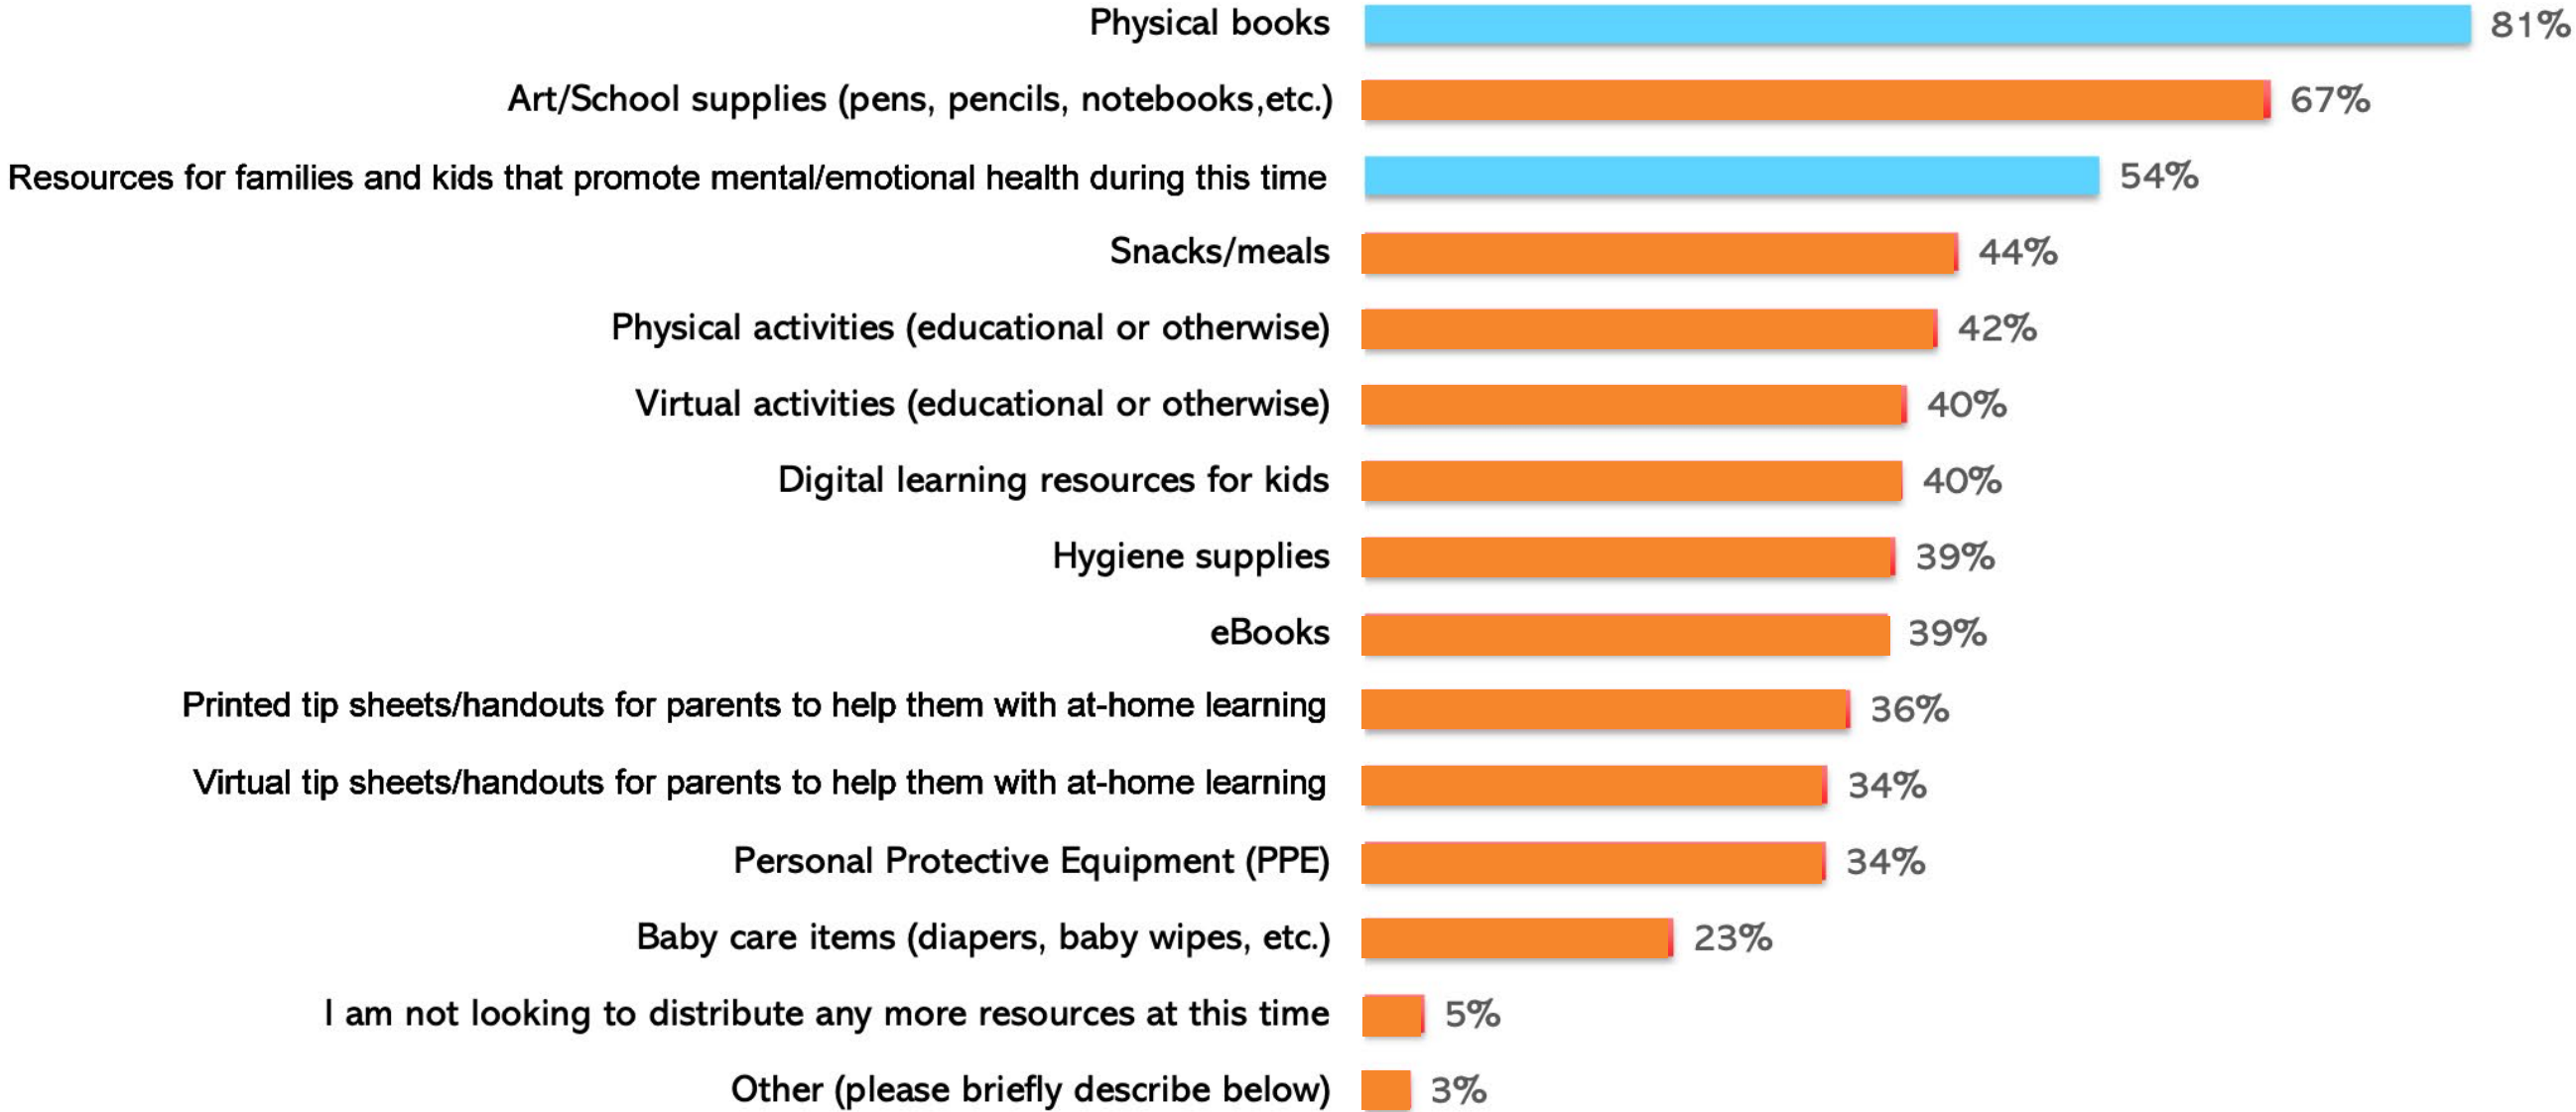 Physical books 81%
Art/School supplies (pens, pencils, notebooks,etc.) 67%
Resources for families and kids that promote mental/emotional health during this time 54%
Snacks/meals 44%
Physical activities (educational or otherwise) 42%
Virtual activities (educational or otherwise) 40%
Digital learning resources for kids 40%
Hygiene supplies 39%
eBooks 39%
Printed tip sheets/handouts for parents to help them with at-home learning 36%
Virtual tip sheets/handouts for parents to help them with at-home learning 34%
Personal Protective Equipment (PPE) 34%
Baby care items (diapers, baby wipes, etc.) 23%
I am not looking to distribute any more resources at this time 5%
Other (please briefly describe below) 3%